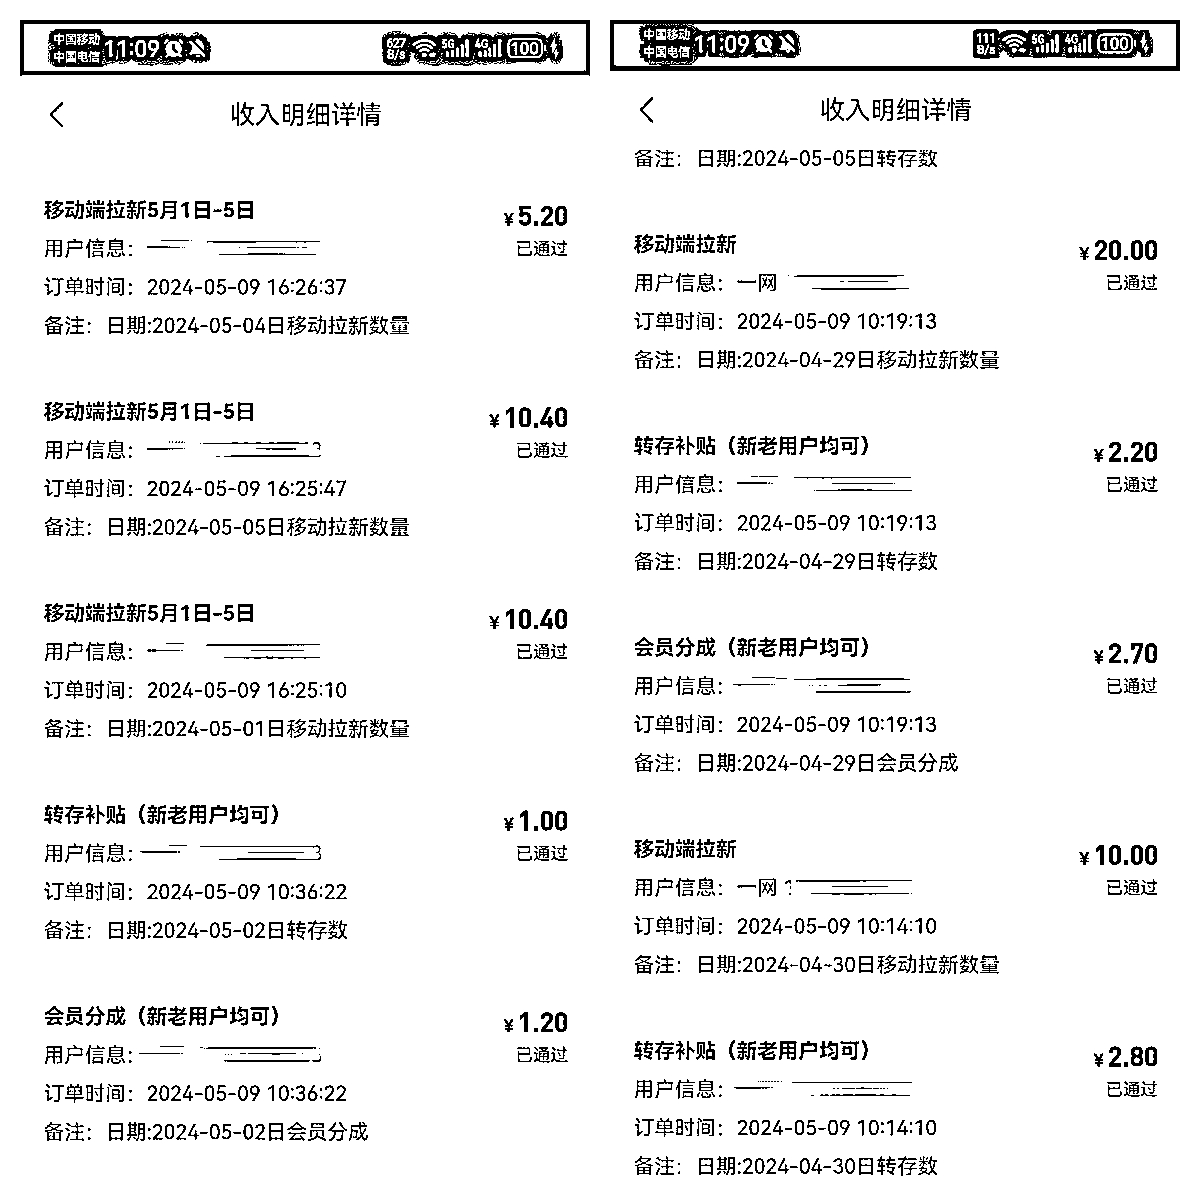 中国移动
中国电信
11:09
627 B/s 5G 4G 100
收入明细详情
移动端拉新5月1日-5日
¥5.20
用户信息：
已通过
订单时间：2024-05-09 16:26:37
备注：日期:2024-05-04日移动拉新数量
移动端拉新5月1日-5日
¥10.40
用户信息：
已通过
订单时间：2024-05-09 16:25:47
备注：日期:2024-05-05日移动拉新数量
移动端拉新5月1日-5日
¥10.40
用户信息：
已通过
订单时间：2024-05-09 16:25:10
备注：日期:2024-05-01日移动拉新数量
转存补贴（新老用户均可）
¥1.00
用户信息:
已通过
订单时间：2024-05-09 10:36:22
备注：日期:2024-05-02日转存数
会员分成（新老用户均可）
¥1.20
用户信息:
已通过
订单时间：2024-05-09 10:36:22
备注：日期:2024-05-02日会员分成
中国移动
中国电信
11:09
111 B/s 5G 4G 100
收入明细详情
备注：日期:2024-05-05日转存数
移动端拉新
¥20.00
用户信息：一网
已通过
订单时间：2024-05-09 10:19:13
备注：日期:2024-04-29日移动拉新数量
转存补贴（新老用户均可）
¥2.20
用户信息：
已通过
订单时间：2024-05-09 10:19:13
备注：日期:2024-04-29日转存数
会员分成（新老用户均可）
¥2.70
用户信息：
已通过
订单时间：2024-05-09 10:19:13
备注：日期:2024-04-29日会员分成
移动端拉新
¥10.00
用户信息：一网
已通过
订单时间：2024-05-09 10:14:10
备注：日期:2024-04-30日移动拉新数量
转存补贴（新老用户均可）
¥2.80
用户信息：
已通过
订单时间：2024-05-09 10:14:10
备注：日期:2024-04-30日转存数